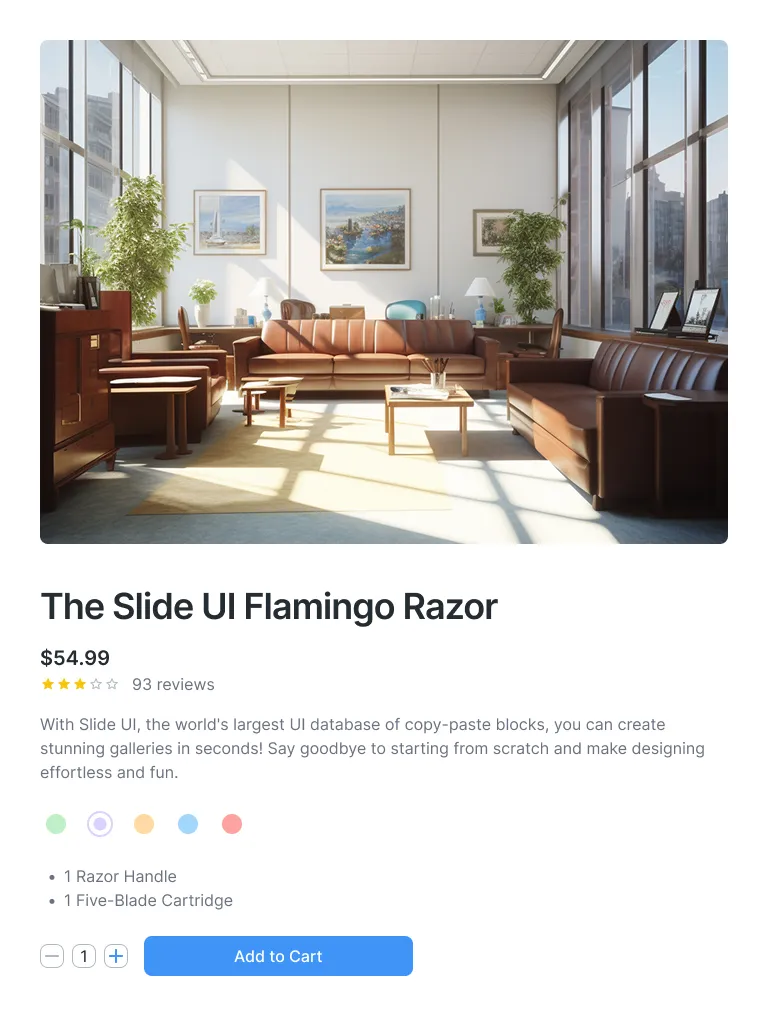 The Slide UI Flamingo Razor
$54.99
93 reviews
With Slide UI, the world's largest UI database of copy-paste blocks, you can create
stunning galleries in seconds! Say goodbye to starting from scratch and make designing
effortless and fun.
• 1 Razor Handle
• 1 Five-Blade Cartridge
1
Add to Cart